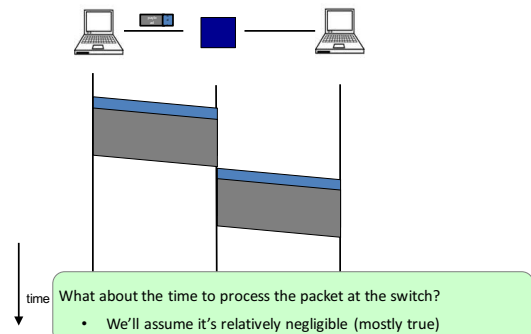 time
What about the time to process the packet at the switch?
• We'll assume it's relatively negligible (mostly true)